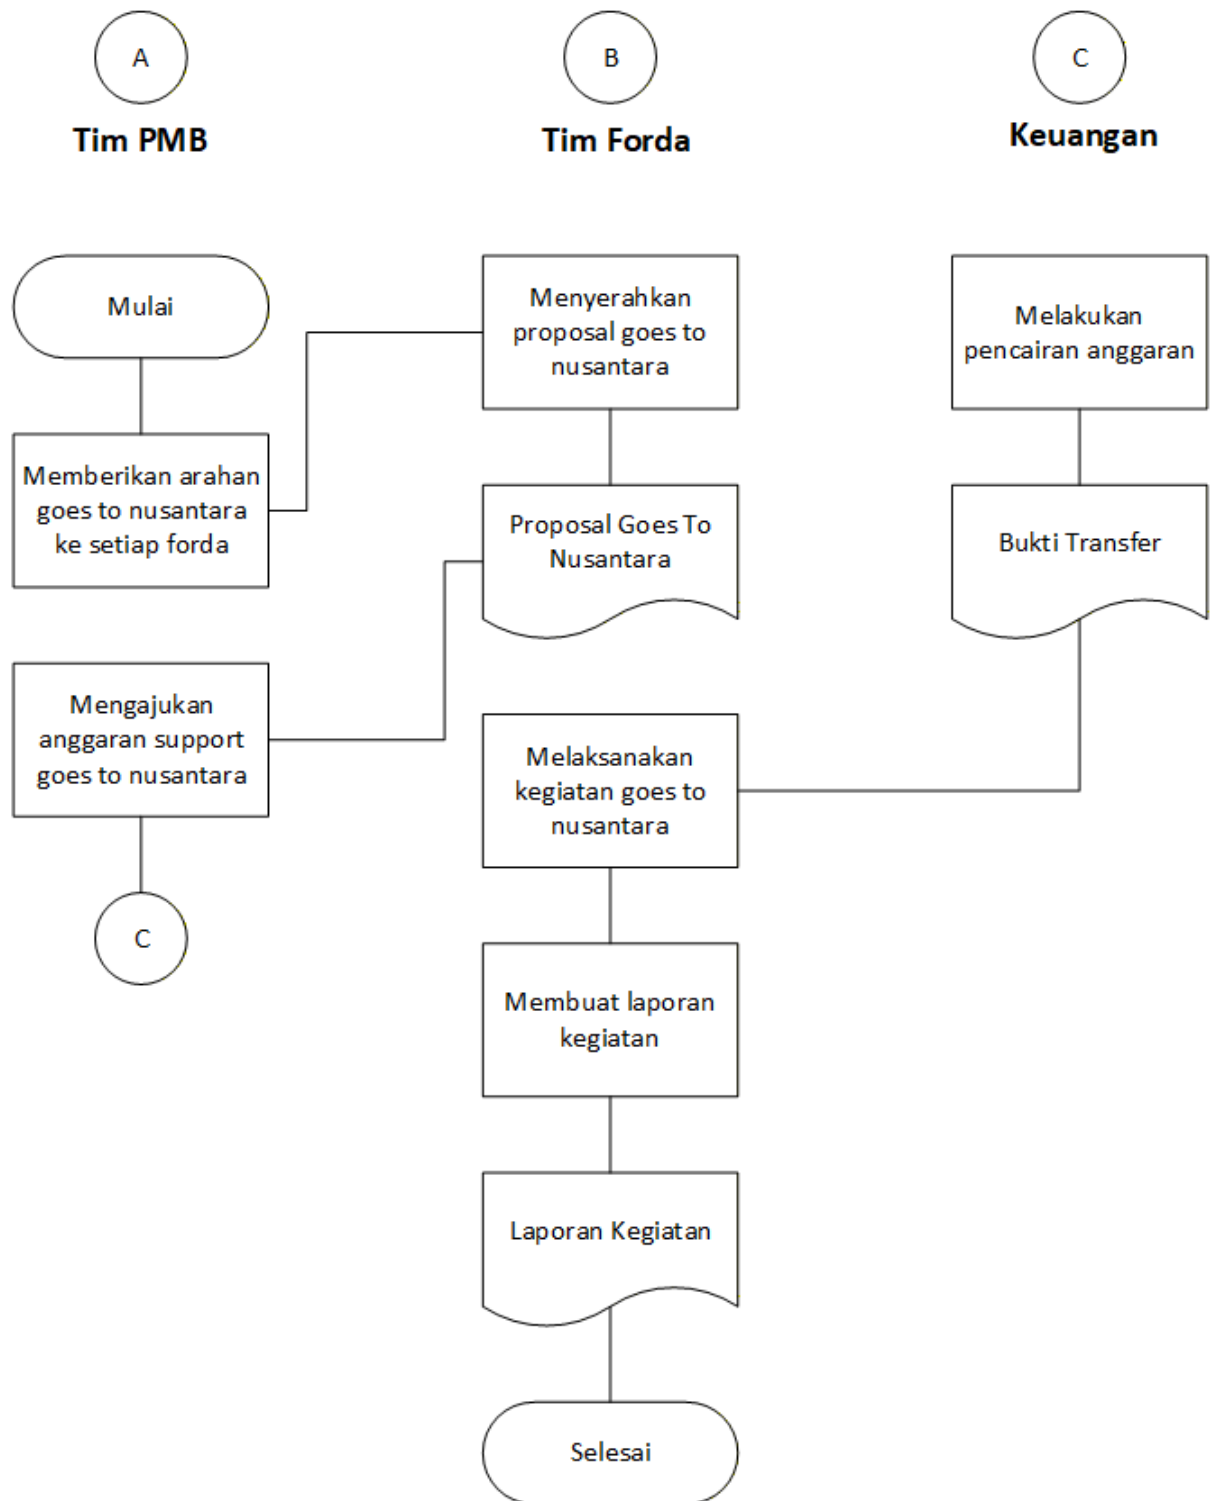 A
B
C
Tim PMB
Tim Forda
Keuangan
Mulai
Memberikan arahan
goes to nusantara
ke setiap forda
Mengajukan
anggaran support
goes to nusantara
C
Menyerahkan
proposal goes to
nusantara
Proposal Goes To
Nusantara
Melaksanakan
kegiatan goes to
nusantara
Membuat laporan
kegiatan
Laporan Kegiatan
Selesai
Melakukan
pencairan anggaran
Bukti Transfer